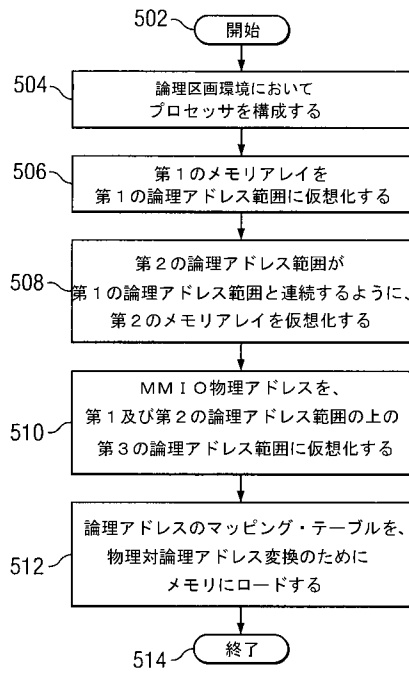 502
開始
504
論理区画環境において
プロセッサを構成する
506
第1のメモリアレイを
第1の論理アドレス範囲に仮想化する
508
第2の論理アドレス範囲が
第1の論理アドレス範囲と連続するように、
第2のメモリアレイを仮想化する
510
MMIO物理アドレスを、
第1及び第2の論理アドレス範囲の上の
第3の論理アドレス範囲に仮想化する
512
論理アドレスのマッピング・テーブルを、
物理対論理アドレス変換のために
メモリにロードする
514
終了